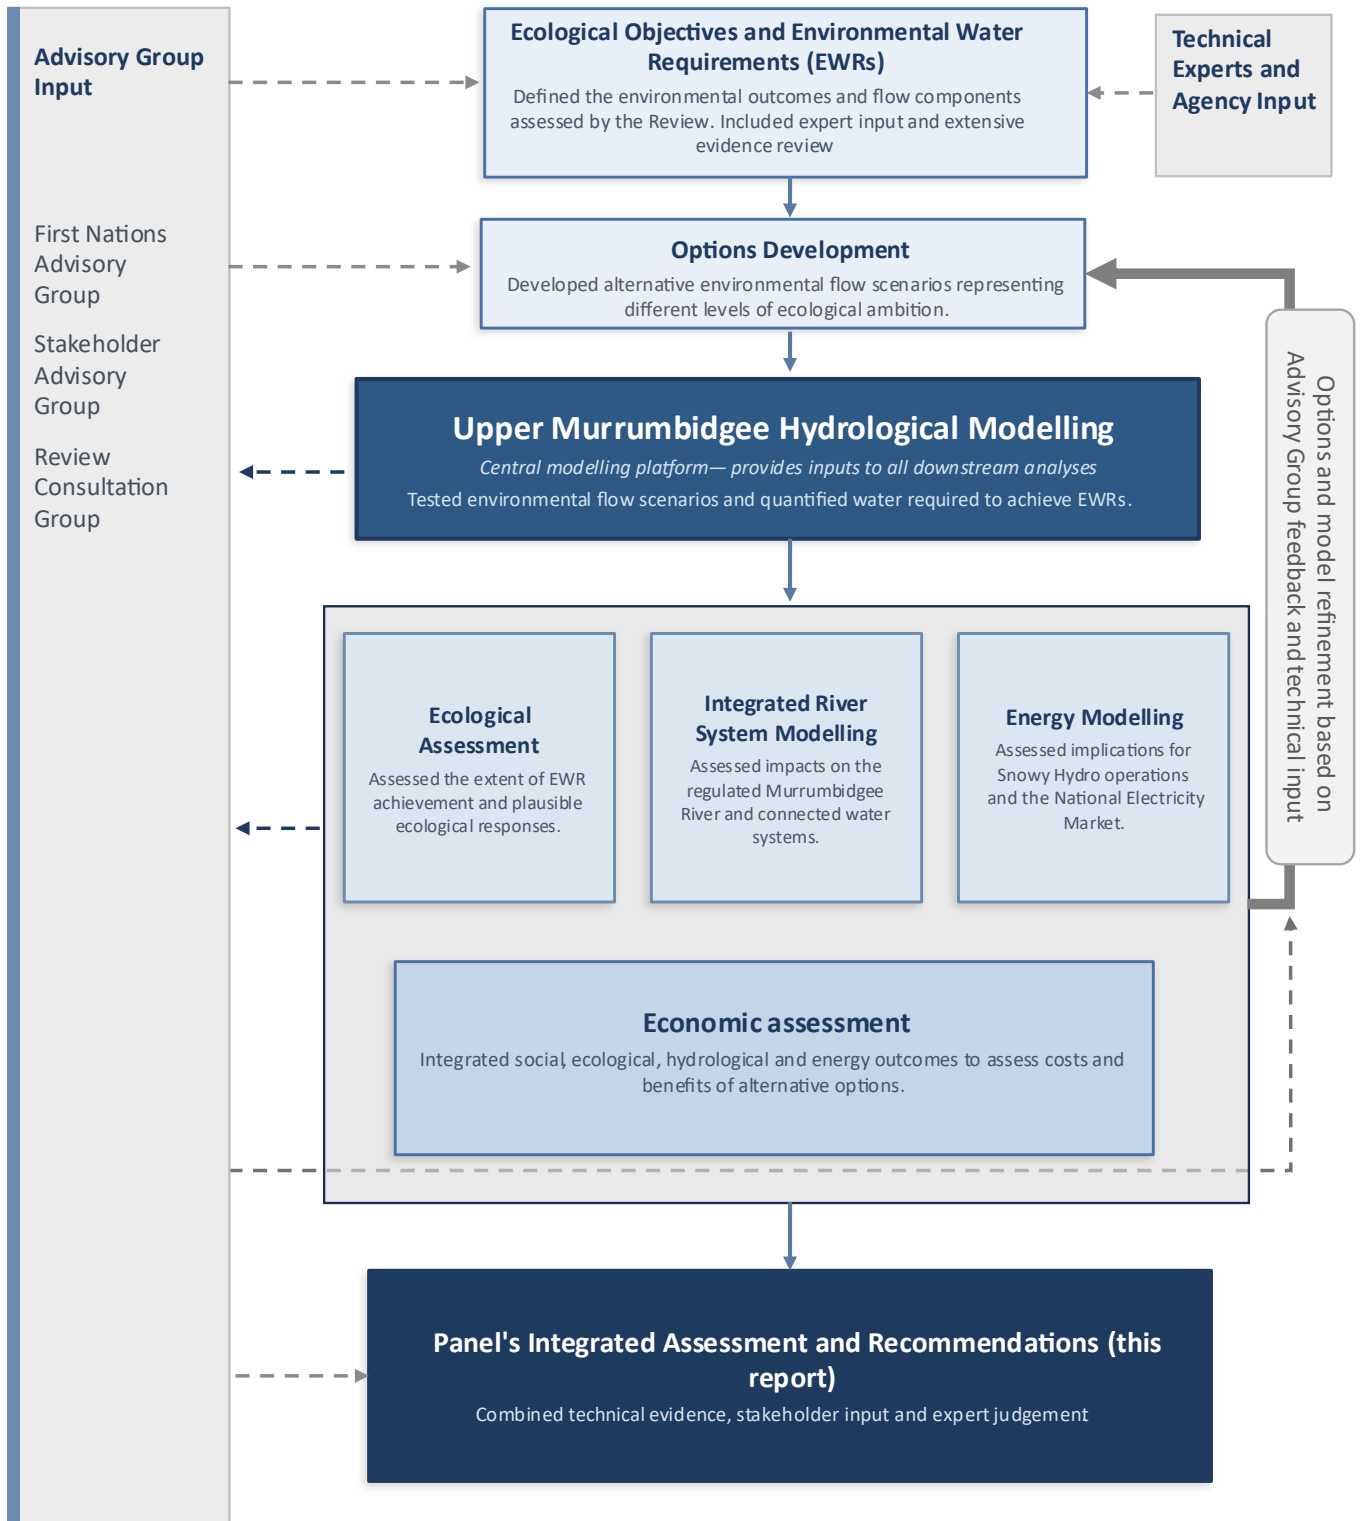 Advisory Group
Input
First Nations
Advisory
Group
Stakeholder
Advisory
Group
Review
Consultation
Group
Ecological Objectives and Environmental Water
Requirements (EWRs)
Defined the environmental outcomes and flow components
assessed by the Review. Included expert input and extensive
evidence review
Technical
Experts and
Agency Input
Options Development
Developed alternative environmental flow scenarios representing
different levels of ecological ambition.
Upper Murrumbidgee Hydrological Modelling
Central modelling platform— provides inputs to all downstream analyses
Tested environmental flow scenarios and quantified water required to achieve EWRs.
Options and model refinement based on
Advisory Group feedback and technical input
Ecological
Assessment
Assessed the extent of EWR
achievement and plausible
ecological responses.
Integrated River
System Modelling
Assessed impacts on the
regulated Murrumbidgee
River and connected water
systems.
Energy Modelling
Assessed implications for
Snowy Hydro operations
and the National Electricity
Market.
Economic assessment
Integrated social, ecological, hydrological and energy outcomes to assess costs and
benefits of alternative options.
Panel's Integrated Assessment and Recommendations (this
report)
Combined technical evidence, stakeholder input and expert judgement